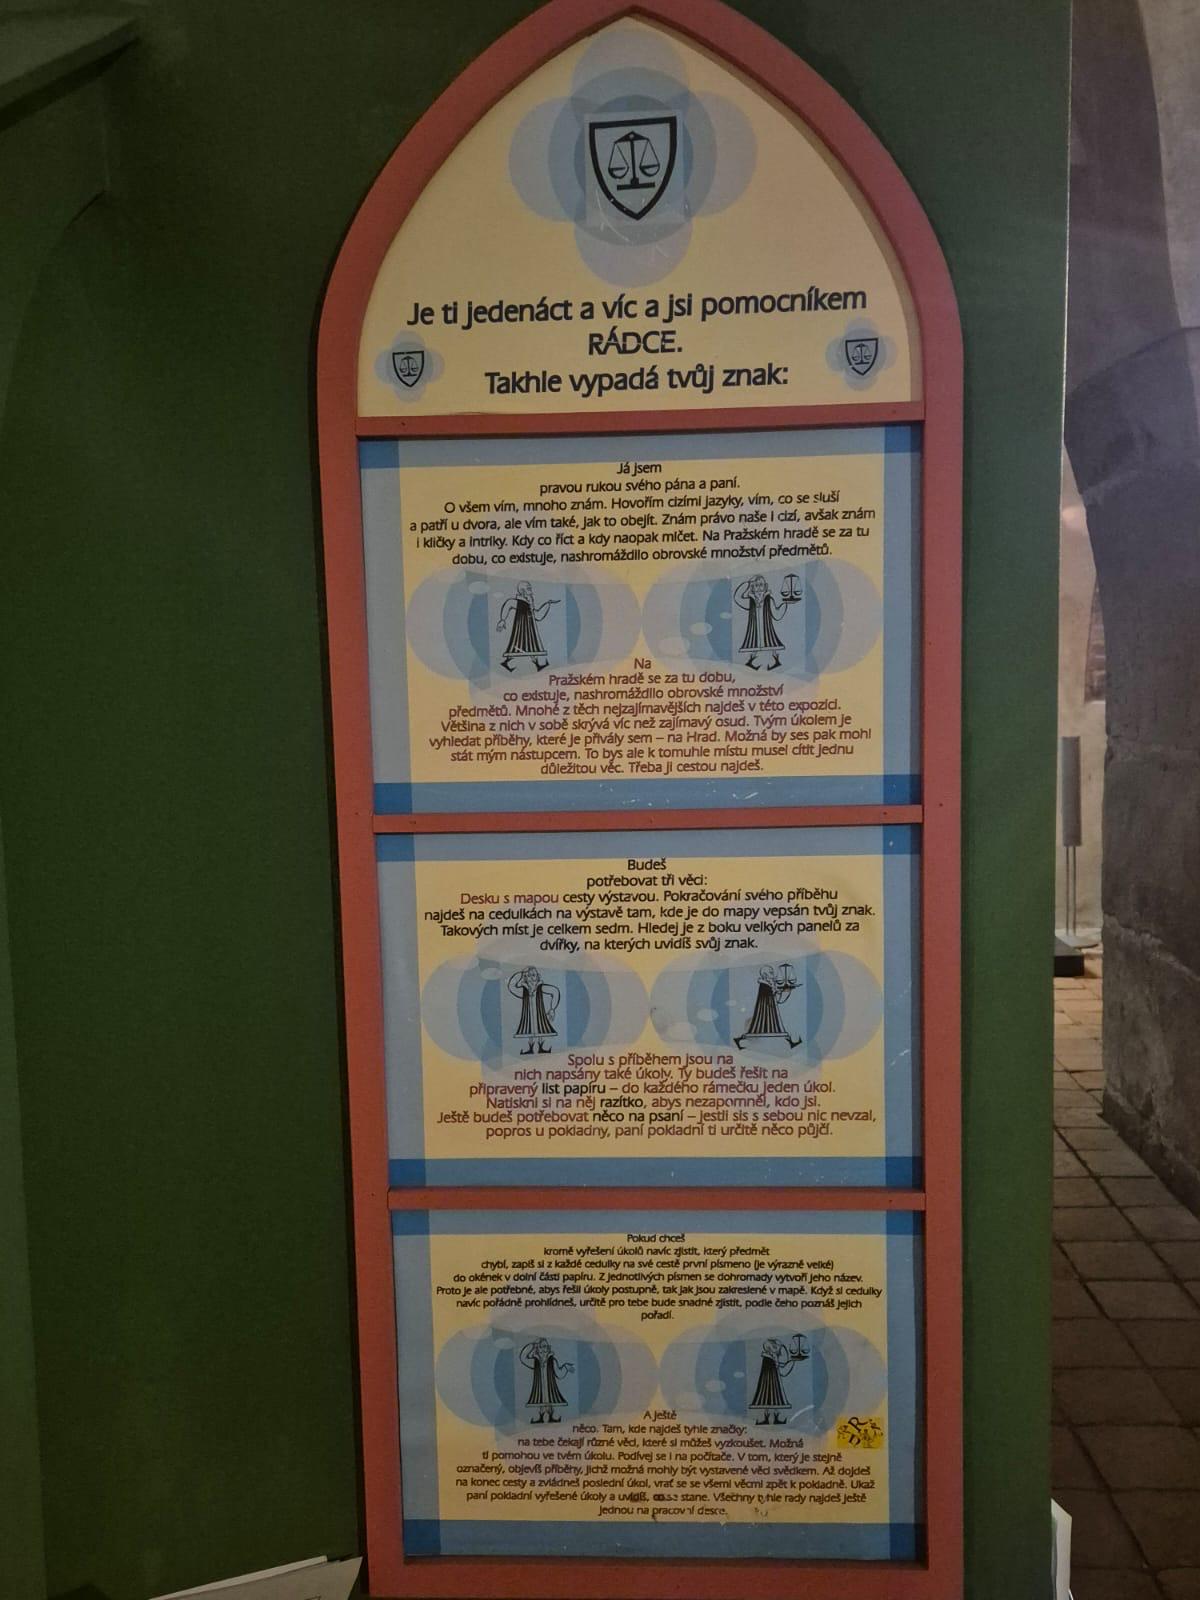 Je ti jedenáct a víc a jsi pomocníkem
RÁDCE.
Takhle vypadá tvůj znak:
Já jsem
pravou rukou svého pána a paní.
O všem vím, mnoho znám. Hovořím cizími jazyky, vím, co se sluší
a patří u dvora, ale vím také, jak to obejít. Znám právo naše i cizí, avšak znám
i kličky a intriky. Kdy co říct a kdy naopak mlčet. Na Pražském hradě se za tu
dobu, co existuje, nashromáždilo obrovské množství předmětů.
Na
Pražském hradě se za tu dobu,
co existuje, nashromáždilo obrovské množství
předmětů. Mnohé z těch nejzajímavějších najdeš v této expozici.
Většina z nich v sobě skrývá víc než zajímavý osud. Tvým úkolem je
vyhledat příběhy, které je přivály sem – na Hrad. Možná by ses pak mohl
stát mým nástupcem. To bys ale k tomuhle místu musel cítit jednu
důležitou věc. Třeba ji cestou najdeš.
Budeš
potřebovat tři věci:
Desku s mapou cesty výstavou. Pokračování svého příběhu
najdeš na cedulkách na výstavě tam, kde je do mapy vepsán tvůj znak.
Takových míst je celkem sedm. Hledej je z boku velkých panelů za
dvířky, na kterých uvidíš svůj znak.
Spolu s příběhem jsou na
nich napsány také úkoly. Ty budeš řešit na
připravený list papíru – do každého rámečku jeden úkol.
Natiskni si na něj razítko, abys nezapomněl, kdo jsi.
Ještě budeš potřebovat něco na psaní – jestli sis s sebou nic nevzal,
popros u pokladny, paní pokladní ti určitě něco půjčí.
Pokud chceš
kromě vyřešení úkolů navíc zjistit, který předmět
chybí, zapiš si z každé cedulky na své cestě první písmeno (je výrazně velké)
do okének v dolní části papíru. Z jednotlivých písmen se dohromady vytvoří jeho název.
Proto je ale potřebné, abys řešil úkoly postupně, tak jak jsou zakreslené v mapě. Když si cedulky
navíc pořádně prohlídneš, určitě pro tebe bude snadné zjistit, podle čeho poznáš jejich
pořadí.
A ještě
něco. Tam, kde najdeš tyhle značky:
na tebe čekají různé věci, které si můžeš vyzkoušet. Možná
ti pomohou ve tvém úkolu. Podívej se i na počítače. V tom, který je stejně
označený, objevíš příběhy, jichž možná mohly být vystavené věci svědkem. Až dojdeš
na konec cesty a zvládneš poslední úkol, vrať se se všemi věcmi zpět k pokladně. Ukaž
paní pokladní vyřešené úkoly a uvidíš, co se stane. Všechny tyhle rady najdeš ještě
jednou na pracovní desce.